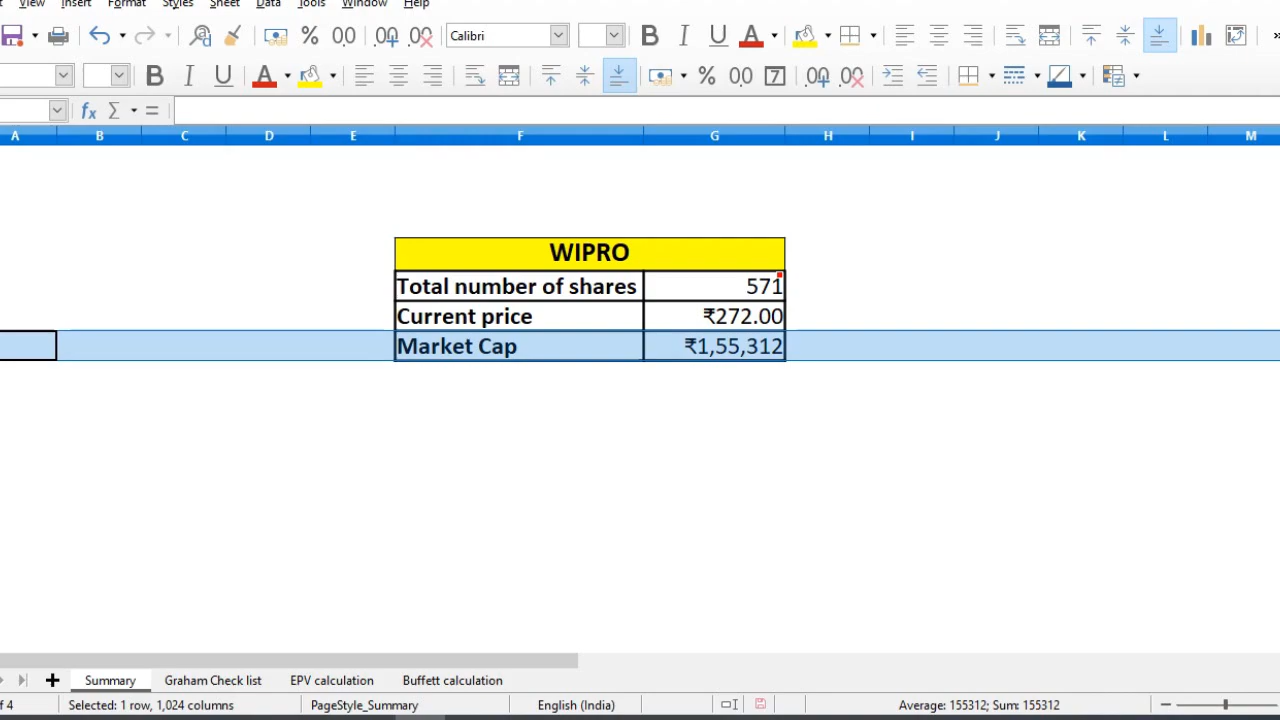 View Insert Format Styles Sheet Data Tools Window Help
Calibri
A B C D E F G H I J K L M
WIPRO
Total number of shares 571
Current price ₹272.00
Market Cap ₹1,55,312
Summary Graham Check list EPV calculation Buffett calculation
of 4 Selected: 1 row, 1,024 columns PageStyle_Summary English (India) Average: 155312; Sum: 155312